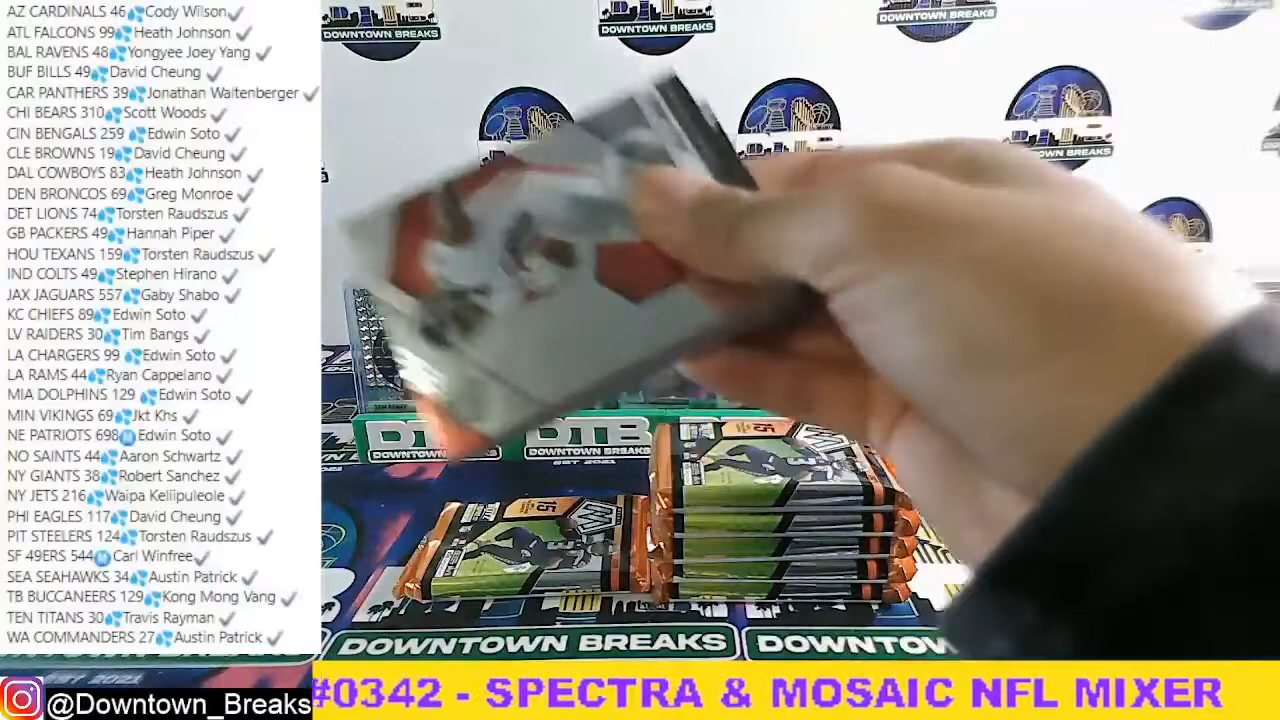 AZ CARDINALS 46💦Cody Wilson✔
ATL FALCONS 99💦Heath Johnson✔
BAL RAVENS 48💦Yongyee Joey Yang ✔
BUF BILLS 49💦David Cheung ✔
CAR PANTHERS 39💦Jonathan Waitenberger ✔
CHI BEARS 310💦Scott Woods✔
CIN BENGALS 259💦Edwin Soto✔
CLE BROWNS 19💦David Cheung✔
DAL COWBOYS 83💦Heath Johnson✔
DEN BRONCOS 69💦Greg Monroe✔
DET LIONS 74💦Torsten Raudszus✔
GB PACKERS 49💦Hannah Piper ✔
HOU TEXANS 159💦Torsten Raudszus✔
IND COLTS 49💦Stephen Hirano ✔
JAX JAGUARS 557💦Gaby Shabo✔
KC CHIEFS 89💦Edwin Soto✔
LV RAIDERS 30💦Tim Bangs✔
LA CHARGERS 99 💦Edwin Soto ✔
LA RAMS 44💦Ryan Cappelano✔
MIA DOLPHINS 129 💦Edwin Soto✔
MIN VIKINGS 69💦Jkt Khs✔
NE PATRIOTS 698Ⓜ️Edwin Soto✔
NO SAINTS 44💦Aaron Schwartz✔
NY GIANTS 38💦Robert Sanchez✔
NY JETS 216💦Waipa Keliipuleole✔
PHI EAGLES 117💦David Cheung✔
PIT STEELERS 124💦Torsten Raudszus✔
SF 49ERS 544Ⓜ️Carl Winfree✔
SEA SEAHAWKS 34💦Austin Patrick ✔
TB BUCCANEERS 129💦Kong Mong Vang ✔
TEN TITANS 30💦Travis Rayman✔
WA COMMANDERS 27💦Austin Patrick ✔
DOWNTOWN BREAKS
DOWNTOWN BREAKS
DOWNTOWN BREAKS
DTB
DOWNTOWN BREAKS
DTB
DTB
EST 2021
15
15
DOWNTOWN BREAKS
DOWNTOWN
@Downtown_Breaks
#0342 - SPECTRA & MOSAIC NFL MIXER